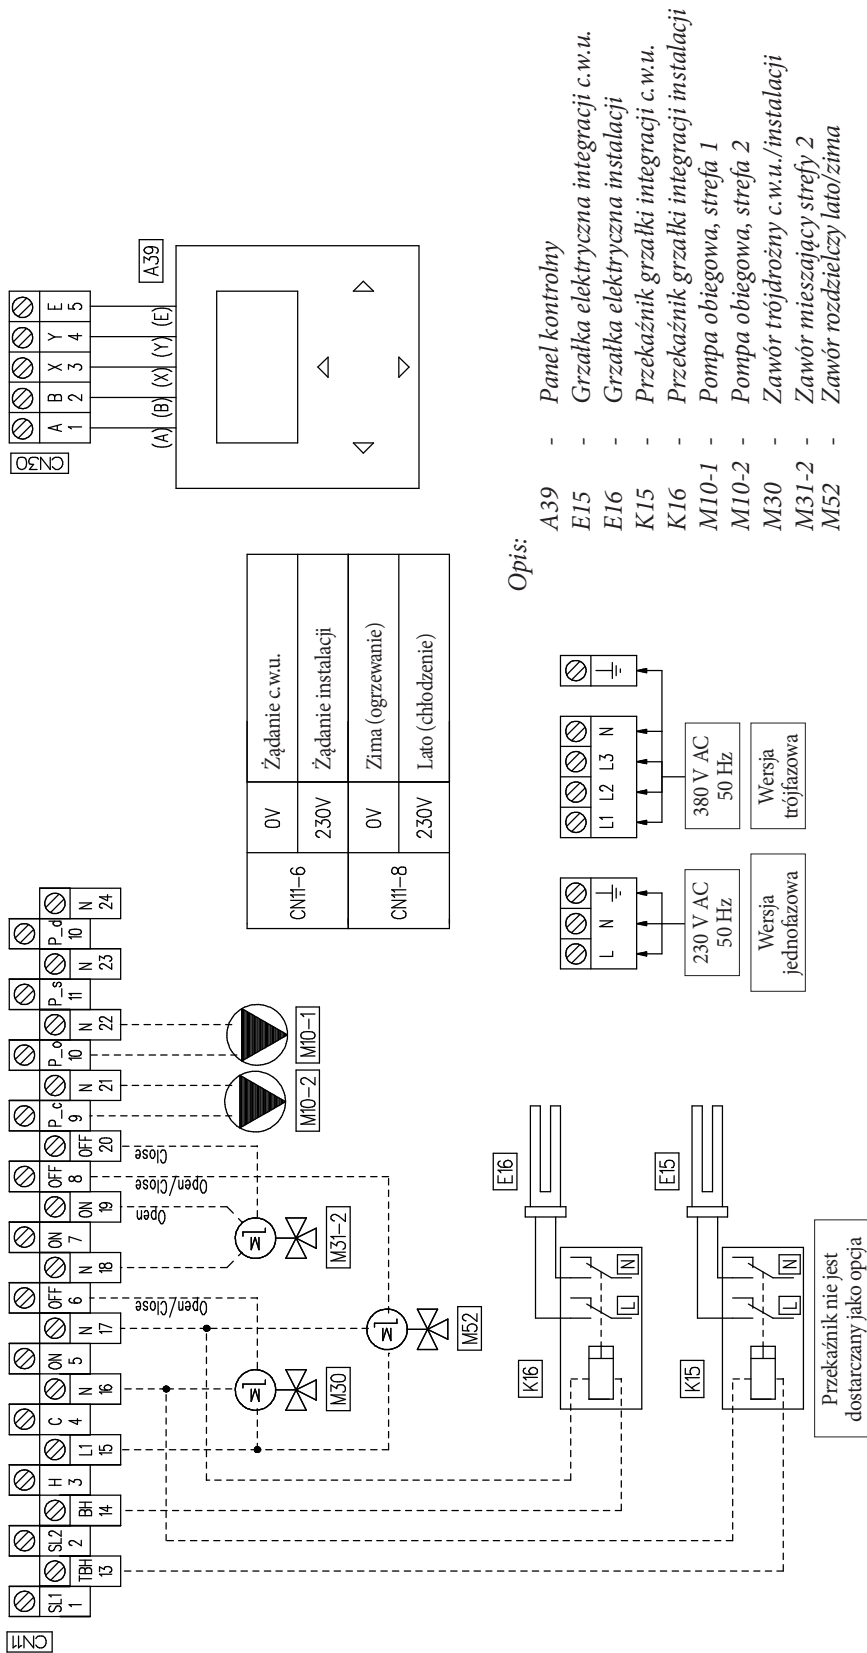 CN11
SL1 SL2 H C ON OFF ON OFF P_c P_o P_s P_d
1 2 3 4 5 6 7 8 9 10 11 10
TBH BH L1 N N N ON OFF N N N N
13 14 15 16 17 18 19 20 21 22 23 24
Open/Close
Open
Open/Close
Close
M
M30
M
M31-2
M
M52
M10-2
M10-1
CN30
A B X Y E
1 2 3 4 5
(A) (B) (X) (Y) (E)
A39
CN11-6
0V Żądanie c.w.u.
230V Żądanie instalacji
CN11-8
0V Zima (ogrzewanie)
230V Lato (chłodzenie)
K16
L
N
E16
K15
L
N
E15
Przekaźnik nie jest
dostarczany jako opcja
L N
230 V AC
50 Hz
Wersja
jednofazowa
L1 L2 L3 N
380 V AC
50 Hz
Wersja
trójfazowa
Opis:
A39 - Panel kontrolny
E15 - Grzałka elektryczna integracji c.w.u.
E16 - Grzałka elektryczna instalacji
K15 - Przekaźnik grzałki integracji c.w.u.
K16 - Przekaźnik grzałki integracji instalacji
M10-1 - Pompa obiegowa, strefa 1
M10-2 - Pompa obiegowa, strefa 2
M30 - Zawór trójdrożny c.w.u./instalacji
M31-2 - Zawór mieszający strefy 2
M52 - Zawór rozdzielczy lato/zima